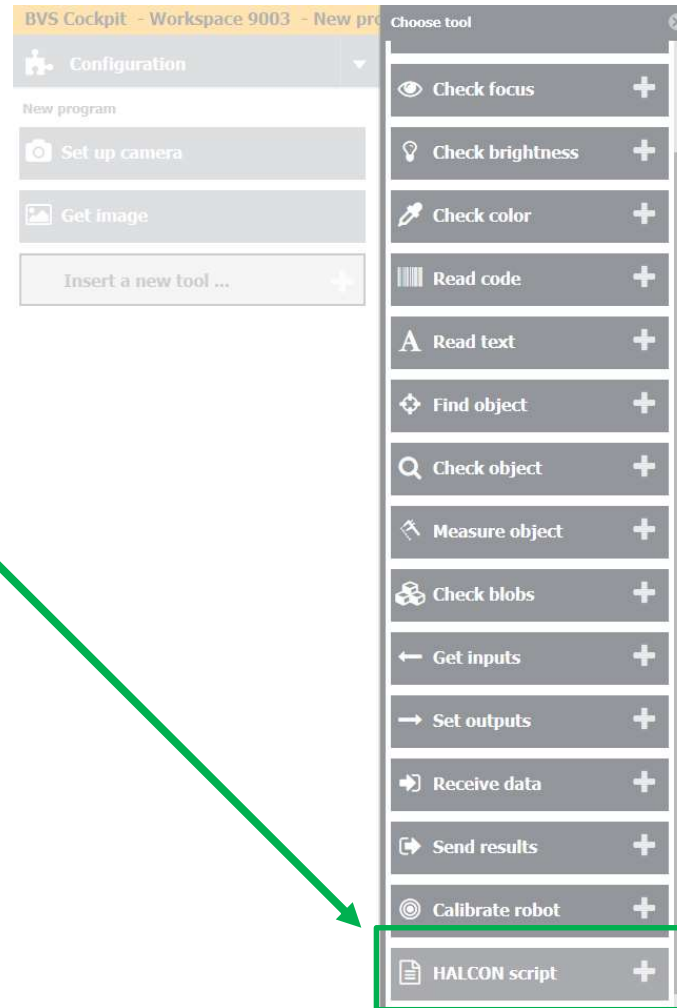 BVS Cockpit - Workspace 9003 - New pro
Configuration
New program
Set up camera
Get image
Insert a new tool ...
Choose tool
Check focus
Check brightness
Check color
Read code
Read text
Find object
Check object
Measure object
Check blobs
Get inputs
Set outputs
Receive data
Send results
Calibrate robot
HALCON script